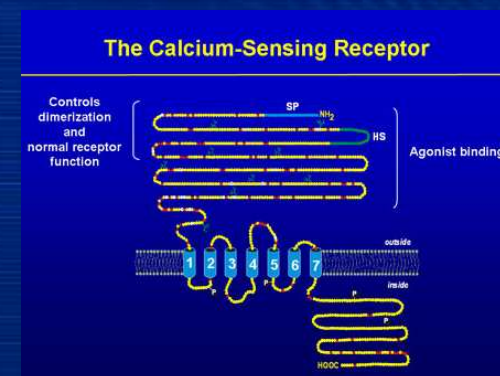 The Calcium-Sensing Receptor
Controls
dimerization
and
normal receptor
function
SP
NH2
HS
Agonist binding
outside
1 2 3 4 5 6 7
inside
P
P
P
P
HOOC